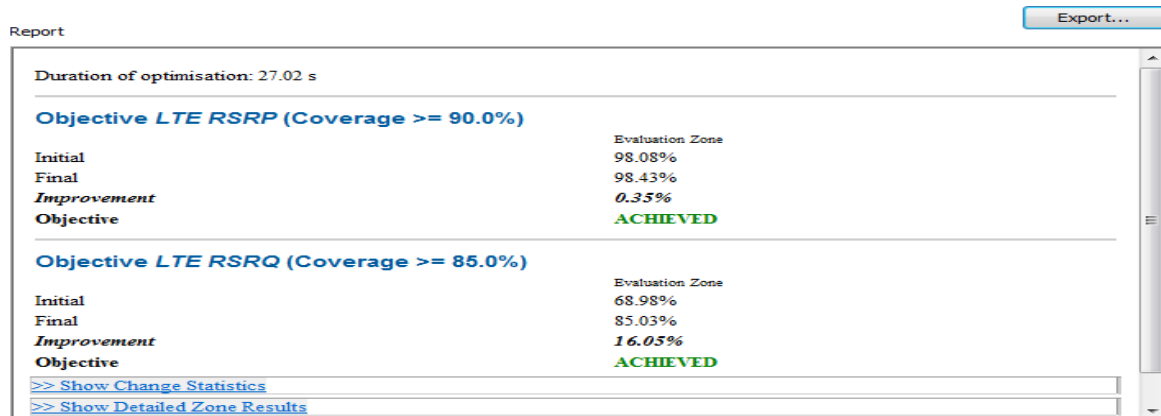 Export...
Report
Duration of optimisation: 27.02 s
Objective LTE RSRP (Coverage >= 90.0%)
Evaluation Zone
Initial 98.08%
Final 98.43%
Improvement 0.35%
Objective ACHIEVED
Objective LTE RSRQ (Coverage >= 85.0%)
Evaluation Zone
Initial 68.98%
Final 85.03%
Improvement 16.05%
Objective ACHIEVED
>> Show Change Statistics
>> Show Detailed Zone Results